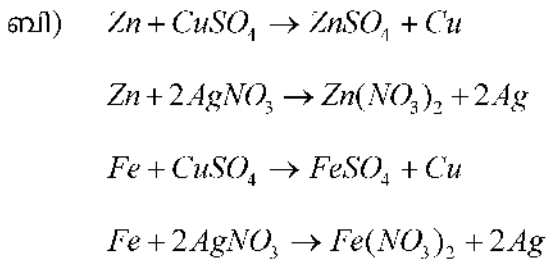 ബി) Zn + CuSO₄ → ZnSO₄ + Cu
Zn + 2AgNO₃ → Zn(NO₃)₂ + 2Ag
Fe + CuSO₄ → FeSO₄ + Cu
Fe + 2AgNO₃ → Fe(NO₃)₂ + 2Ag